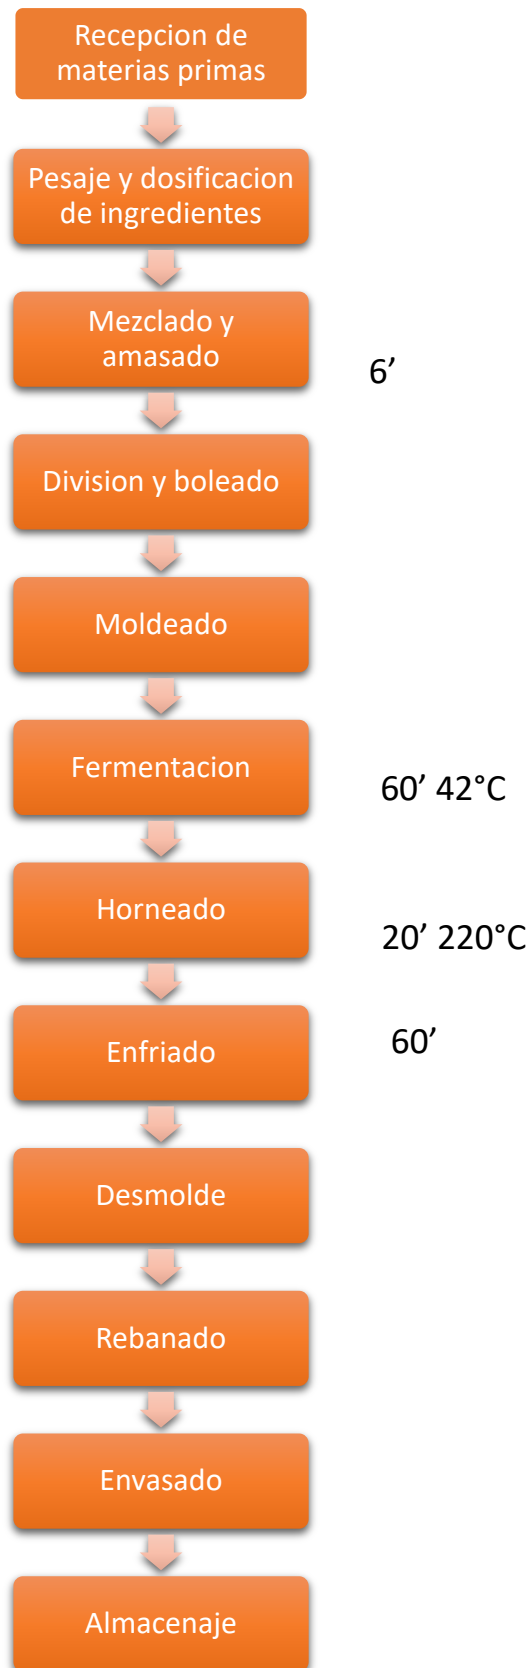 Recepcion de
materias primas
Pesaje y dosificacion
de ingredientes
Mezclado y
amasado
6’
Division y boleado
Moldeado
Fermentacion
60’ 42°C
Horneado
20’ 220°C
Enfriado
60’
Desmolde
Rebanado
Envasado
Almacenaje